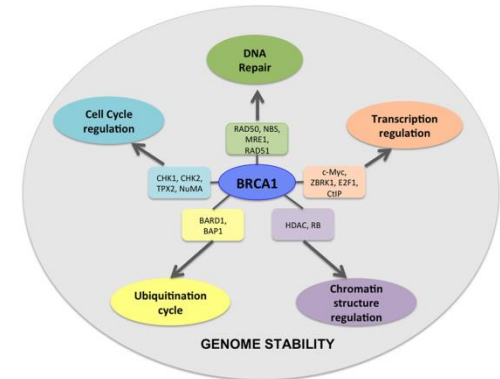 DNA
Repair
Cell Cycle
regulation
Transcription
regulation
RAD50, NBS,
MRE1,
RAD51
CHK1, CHK2,
TPX2, NuMA
BRCA1
c-Myc,
ZBRK1, E2F1,
CtIP
BARD1,
BAP1
HDAC, RB
Ubiquitination
cycle
Chromatin
structure
regulation
GENOME STABILITY